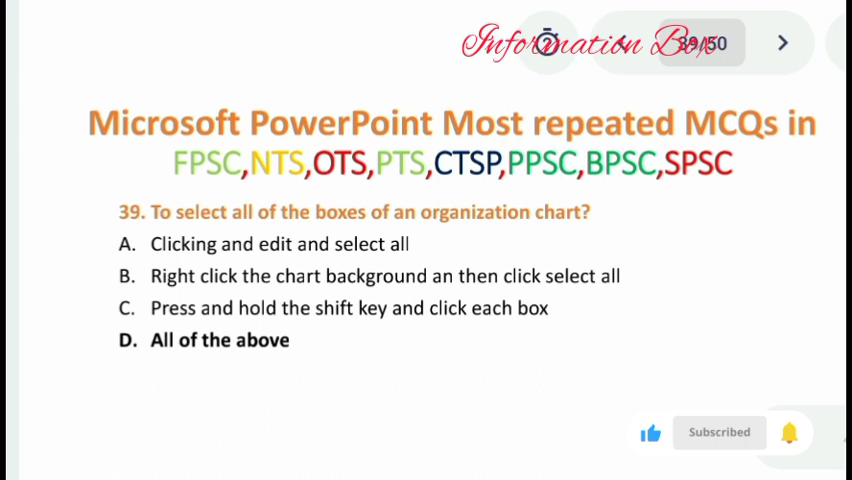 Information Box
39/50
Microsoft PowerPoint Most repeated MCQs in
FPSC,NTS,OTS,PTS,CTSP,PPSC,BPSC,SPSC
39. To select all of the boxes of an organization chart?
A. Clicking and edit and select all
B. Right click the chart background an then click select all
C. Press and hold the shift key and click each box
D. All of the above
Subscribed